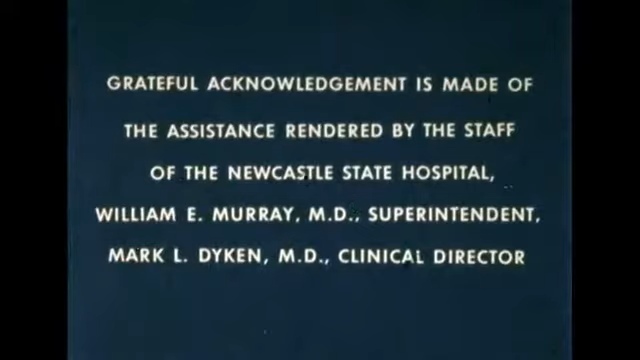 GRATEFUL ACKNOWLEDGEMENT IS MADE OF
THE ASSISTANCE RENDERED BY THE STAFF
OF THE NEWCASTLE STATE HOSPITAL,
WILLIAM E. MURRAY, M.D., SUPERINTENDENT,
MARK L. DYKEN, M.D., CLINICAL DIRECTOR